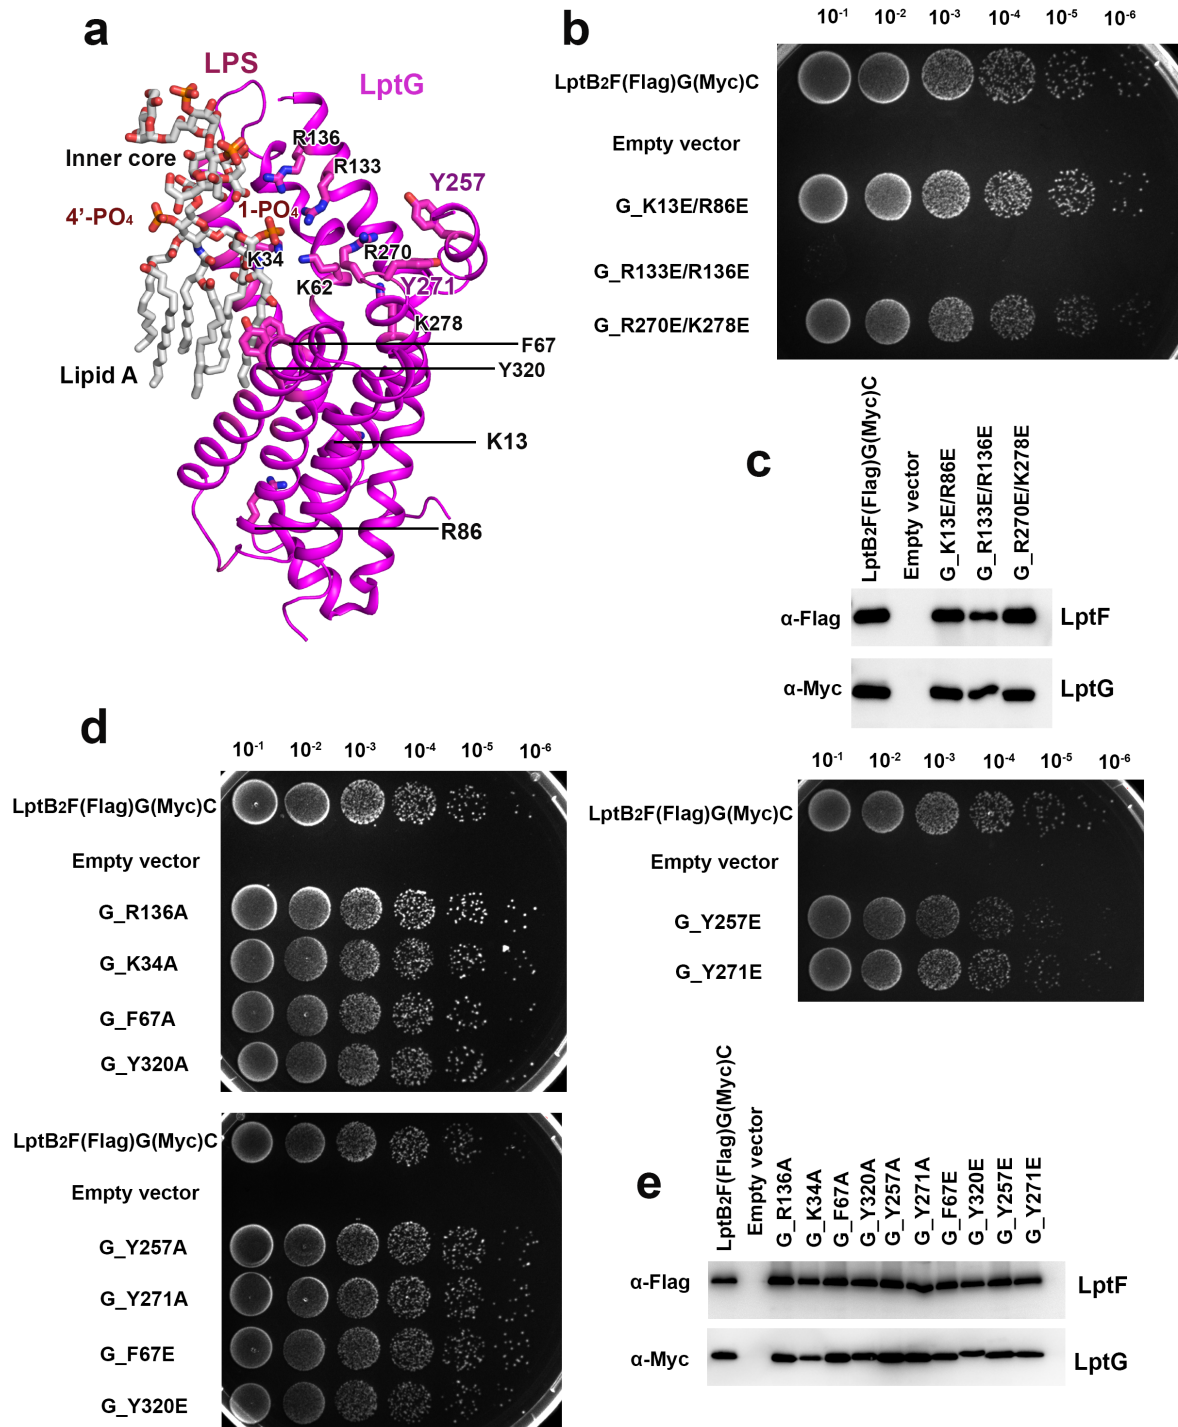 a
LPS
LptG
R136
R133
Inner core
Y257
4'-PO4
1-PO4
K34
R270
K62
Y271
K278
F67
Y320
Lipid A
K13
R86
b
10-1 10-2 10-3 10-4 10-5 10-6
LptB2F(Flag)G(Myc)C
Empty vector
G_K13E/R86E
G_R133E/R136E
G_R270E/K278E
c
LptB2F(Flag)G(Myc)C
Empty vector
G_K13E/R86E
G_R133E/R136E
G_R270E/K278E
α-Flag LptF
α-Myc LptG
d
10-1 10-2 10-3 10-4 10-5 10-6
LptB2F(Flag)G(Myc)C
Empty vector
G_R136A
G_K34A
G_F67A
G_Y320A
LptB2F(Flag)G(Myc)C
Empty vector
G_Y257A
G_Y271A
G_F67E
G_Y320E
10-1 10-2 10-3 10-4 10-5 10-6
LptB2F(Flag)G(Myc)C
Empty vector
G_Y257E
G_Y271E
e
LptB2F(Flag)G(Myc)C
Empty vector
G_R136A
G_K34A
G_F67A
G_Y320A
G_Y257A
G_Y271A
G_F67E
G_Y320E
G_Y257E
G_Y271E
α-Flag LptF
α-Myc LptG